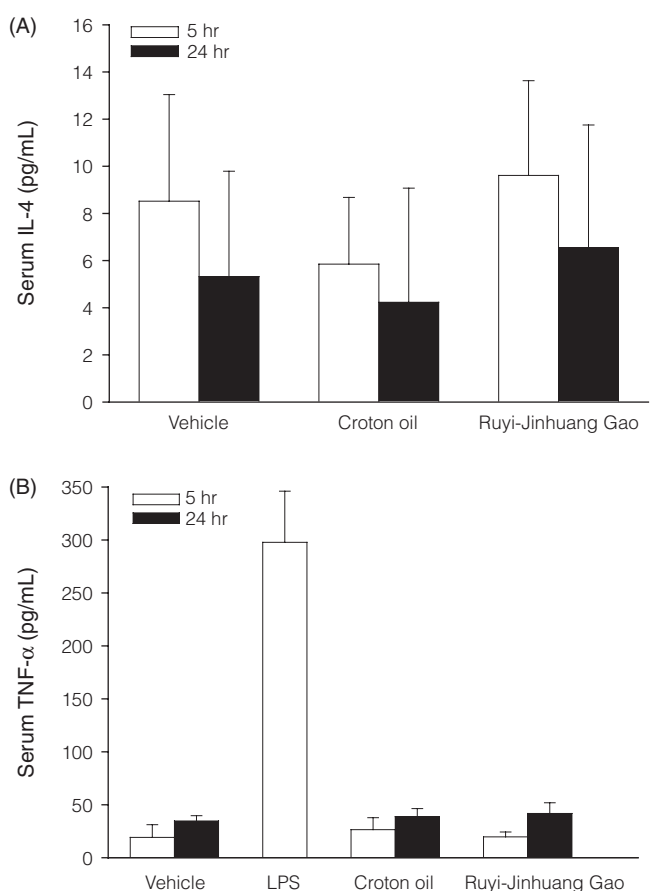 (A)
5 hr
24 hr
Serum IL-4 (pg/mL)
16
14
12
10
8
6
4
2
0
Vehicle Croton oil Ruyi-Jinhuang Gao
(B)
5 hr
24 hr
Serum TNF-α (pg/mL)
350
300
250
200
150
100
50
0
Vehicle LPS Croton oil Ruyi-Jinhuang Gao